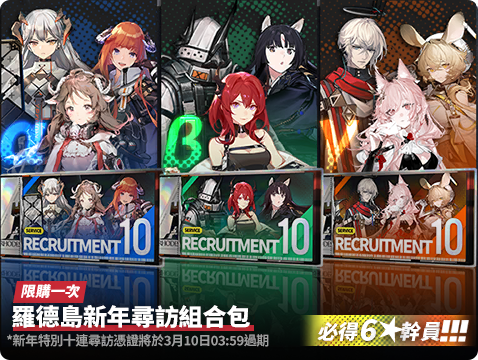 β
SERVICE
RECRUITMENT 10
SERVICE
RECRUITMENT 10
SERVICE
RECRUITMENT 10
RHODES
限購一次
羅德島新年尋訪組合包
必得6★幹員!!!
*新年特別十連尋訪憑證將於3月10日03:59過期